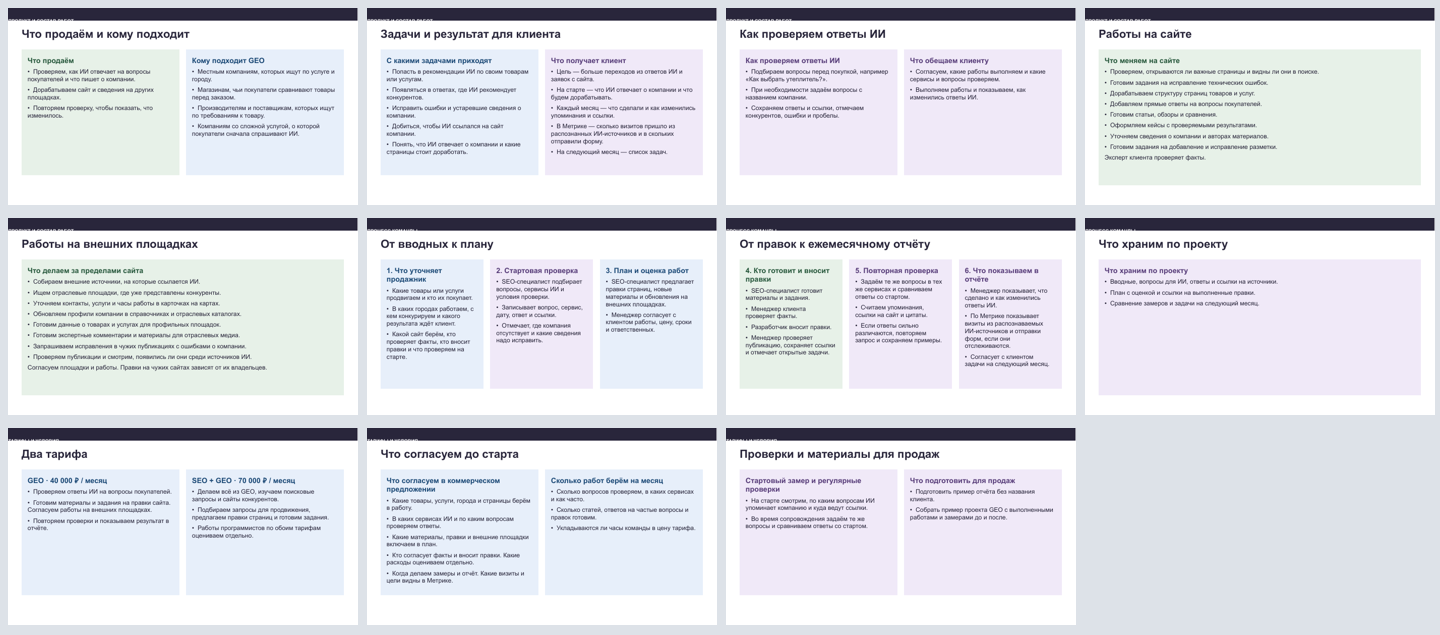 Что продаём и кому подходит
Что продаём
• Проверяем, как ИИ отвечает на вопросы
покупателей и что пишет о компании.
• Дорабатываем сайт и сведения на других
площадках.
• Повторяем проверку, чтобы показать, что
изменилось.
Кому подходит GEO
• Местным компаниям, которых ищут по услуге и
городу.
• Магазинам, чьи покупатели сравнивают товары
перед заказом.
• Производителям и поставщикам, которых ищут
по требованиям к товару.
• Компаниям со сложной услугой, о которой
покупатели сначала спрашивают ИИ.
Задачи и результат для клиента
С какими задачами приходят
• Попасть в рекомендации ИИ по своим товарам
или услугам.
• Появляться в ответах, где ИИ рекомендует
конкурентов.
• Исправить ошибки и устаревшие сведения о
компании.
• Добиться, чтобы ИИ ссылался на сайт
компании.
• Понять, что ИИ отвечает о компании и какие
страницы стоит доработать.
Что получает клиент
• Цель — больше переходов из ответов ИИ и
заявок с сайта.
• На старте — что ИИ отвечает о компании и что
будем дорабатывать.
• Каждый месяц — что сделали и как изменились
упоминания и ссылки.
• В Метрике — сколько визитов пришло из
распознанных ИИ-источников и в скольких
отправили форму.
• На следующий месяц — список задач.
Как проверяем ответы ИИ
Как проверяем ответы ИИ
• Подбираем вопросы перед покупкой, например
«Как выбрать утеплитель?».
• При необходимости задаём вопросы с
названием компании.
• Сохраняем ответы и ссылки, отмечаем
конкурентов, ошибки и пробелы.
Что обещаем клиенту
• Согласуем, какие работы выполняем и какие
сервисы и вопросы проверяем.
• Выполняем работы и показываем, как
изменились ответы ИИ.
Работы на сайте
Что меняем на сайте
• Проверяем, открываются ли важные страницы и видны ли они в поиске.
• Готовим задания на исправление технических ошибок.
• Дорабатываем структуру страниц товаров и услуг.
• Добавляем прямые ответы на вопросы покупателей.
• Готовим статьи, обзоры и сравнения.
• Оформляем кейсы с проверяемыми результатами.
• Уточняем сведения о компании и авторах материалов.
• Готовим задания на добавление и исправление разметки.
Эксперт клиента проверяет факты.
Работы на внешних площадках
Что делаем за пределами сайта
• Собираем внешние источники, на которые ссылается ИИ.
• Ищем отраслевые площадки, где уже представлены конкуренты.
• Уточняем контакты, услуги и часы работы в карточках на картах.
• Обновляем профили компании в справочниках и отраслевых каталогах.
• Готовим данные о товарах и услугах для профильных площадок.
• Готовим экспертные комментарии и материалы для отраслевых медиа.
• Запрашиваем исправления в чужих публикациях с ошибками о компании.
• Проверяем публикации и смотрим, появились ли они среди источников ИИ.
Согласуем площадки и работы. Правки на чужих сайтах зависят от их владельцев.
От вводных к плану
1. Что уточняет
продажник
• Какие товары или услуги
продвигаем и кто их покупает.
• В каких городах работаем, с
кем конкурируем и какого
результата ждёт клиент.
• Какой сайт берём, кто
проверяет факты, кто вносит
правки и что проверяем на
старте.
2. Стартовая проверка
• SEO-специалист подбирает
вопросы, сервисы ИИ и
условия проверки.
• Записывает вопрос, сервис,
дату, ответ и ссылки.
• Отмечает, где компания
отсутствует и какие сведения
надо исправить.
3. План и оценка работ
• SEO-специалист предлагает
правки страниц, новые
материалы и обновления на
внешних площадках.
• Менеджер согласует с
клиентом работы, цену, сроки
и ответственных.
От правок к ежемесячному отчёту
4. Кто готовит и вносит
правки
• SEO-специалист готовит
материалы и задания.
• Менеджер клиента
проверяет факты.
• Разработчик вносит правки.
• Менеджер проверяет
публикацию, сохраняет ссылки
и отмечает открытые задачи.
5. Повторная проверка
• Задаём те же вопросы в тех
же сервисах и сравниваем
ответы со стартом.
• Считаем упоминания,
ссылки на сайт и цитаты.
• Если ответы сильно
различаются, повторяем
запрос и сохраняем примеры.
6. Что показываем в
отчёте
• Менеджер показывает, что
сделано и как изменились
ответы ИИ.
• По Метрике показывает
визиты из распознаваемых
ИИ-источников и отправки
форм, если они
отслеживаются.
• Согласует с клиентом
задачи на следующий месяц.
Что храним по проекту
Что храним по проекту
• Вводные, вопросы для ИИ, ответы и ссылки на источники.
• План с оценкой и ссылки на выполненные правки.
• Сравнение замеров и задачи на следующий месяц.
Два тарифа
GEO · 40 000 ₽ / месяц
• Проверяем ответы ИИ на вопросы покупателей.
• Готовим материалы и задания на правки сайта.
Согласуем работы на внешних площадках.
• Повторяем проверки и показываем результат в
отчёте.
SEO + GEO · 70 000 ₽ / месяц
• Делаем всё из GEO, изучаем поисковые
запросы и сайты конкурентов.
• Подбираем запросы для продвижения,
предлагаем правки страниц и готовим задания.
• Работы программистов по обоим тарифам
оцениваем отдельно.
Что согласуем до старта
Что согласуем в коммерческом
предложении
• Какие товары, услуги, города и страницы берём
в работу.
• В каких сервисах ИИ и по каким вопросам
проверяем ответы.
• Какие материалы, правки и внешние площадки
включаем в план.
• Кто согласует факты и вносит правки. Какие
расходы оцениваем отдельно.
• Когда делаем замеры и отчёт. Какие визиты и
цели видны в Метрике.
Сколько работ берём на месяц
• Сколько вопросов проверяем, в каких сервисах
и как часто.
• Сколько статей, ответов на частые вопросы и
правок готовим.
• Укладываются ли часы команды в цену тарифа.
Проверки и материалы для продаж
Стартовый замер и регулярные
проверки
• На старте смотрим, по каким вопросам ИИ
упоминает компанию и куда ведут ссылки.
• Во время сопровождения задаём те же
вопросы и сравниваем ответы со стартом.
Что подготовить для продаж
• Подготовить пример отчёта без названия
клиента.
• Собрать пример проекта GEO с выполненными
работами и замерами до и после.